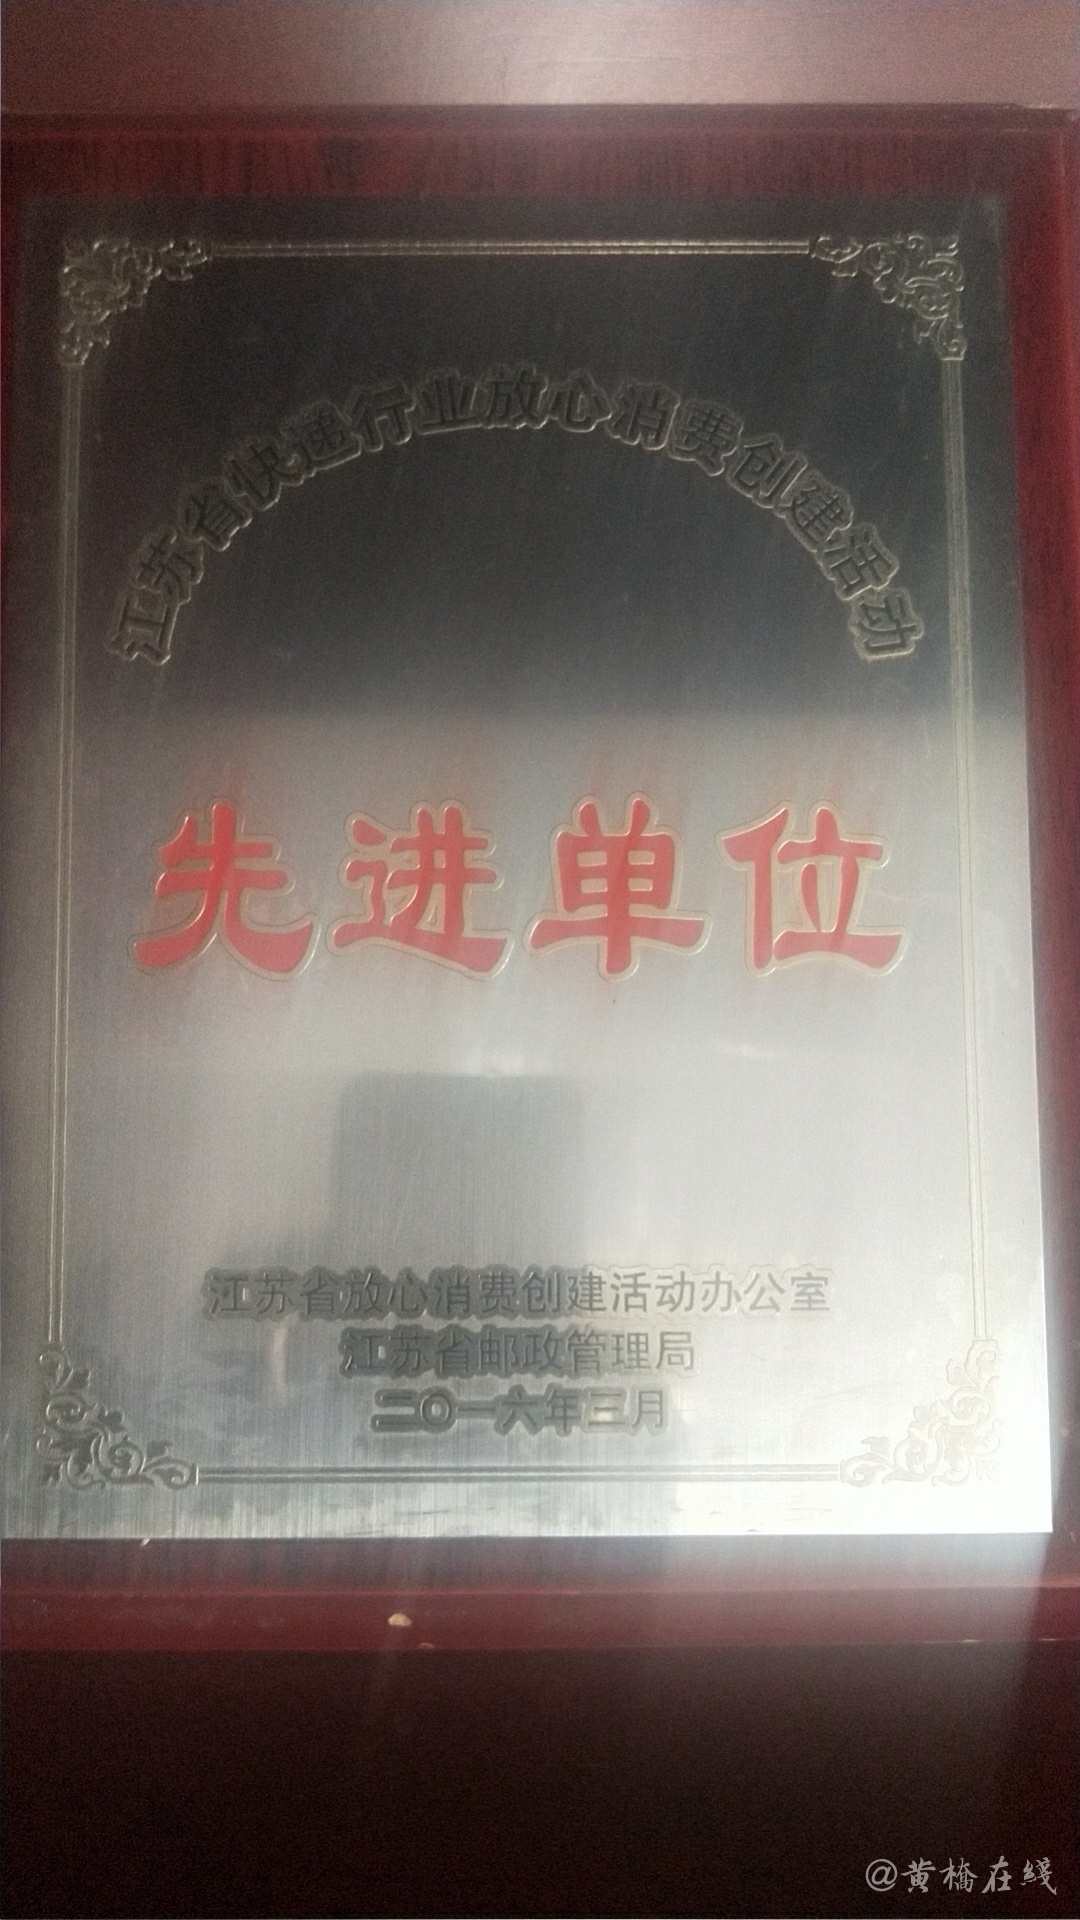 江苏省快递行业放心消费创建活动
先进单位
江苏省放心消费创建活动办公室
江苏省邮政管理局
二〇一六年三月
@黄橋在綫